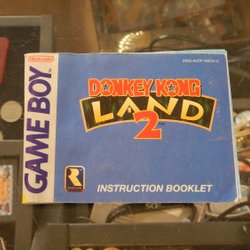 Nintendo
GAME BOY
DONKEY KONG
LAND
2
INSTRUCTION BOOKLET